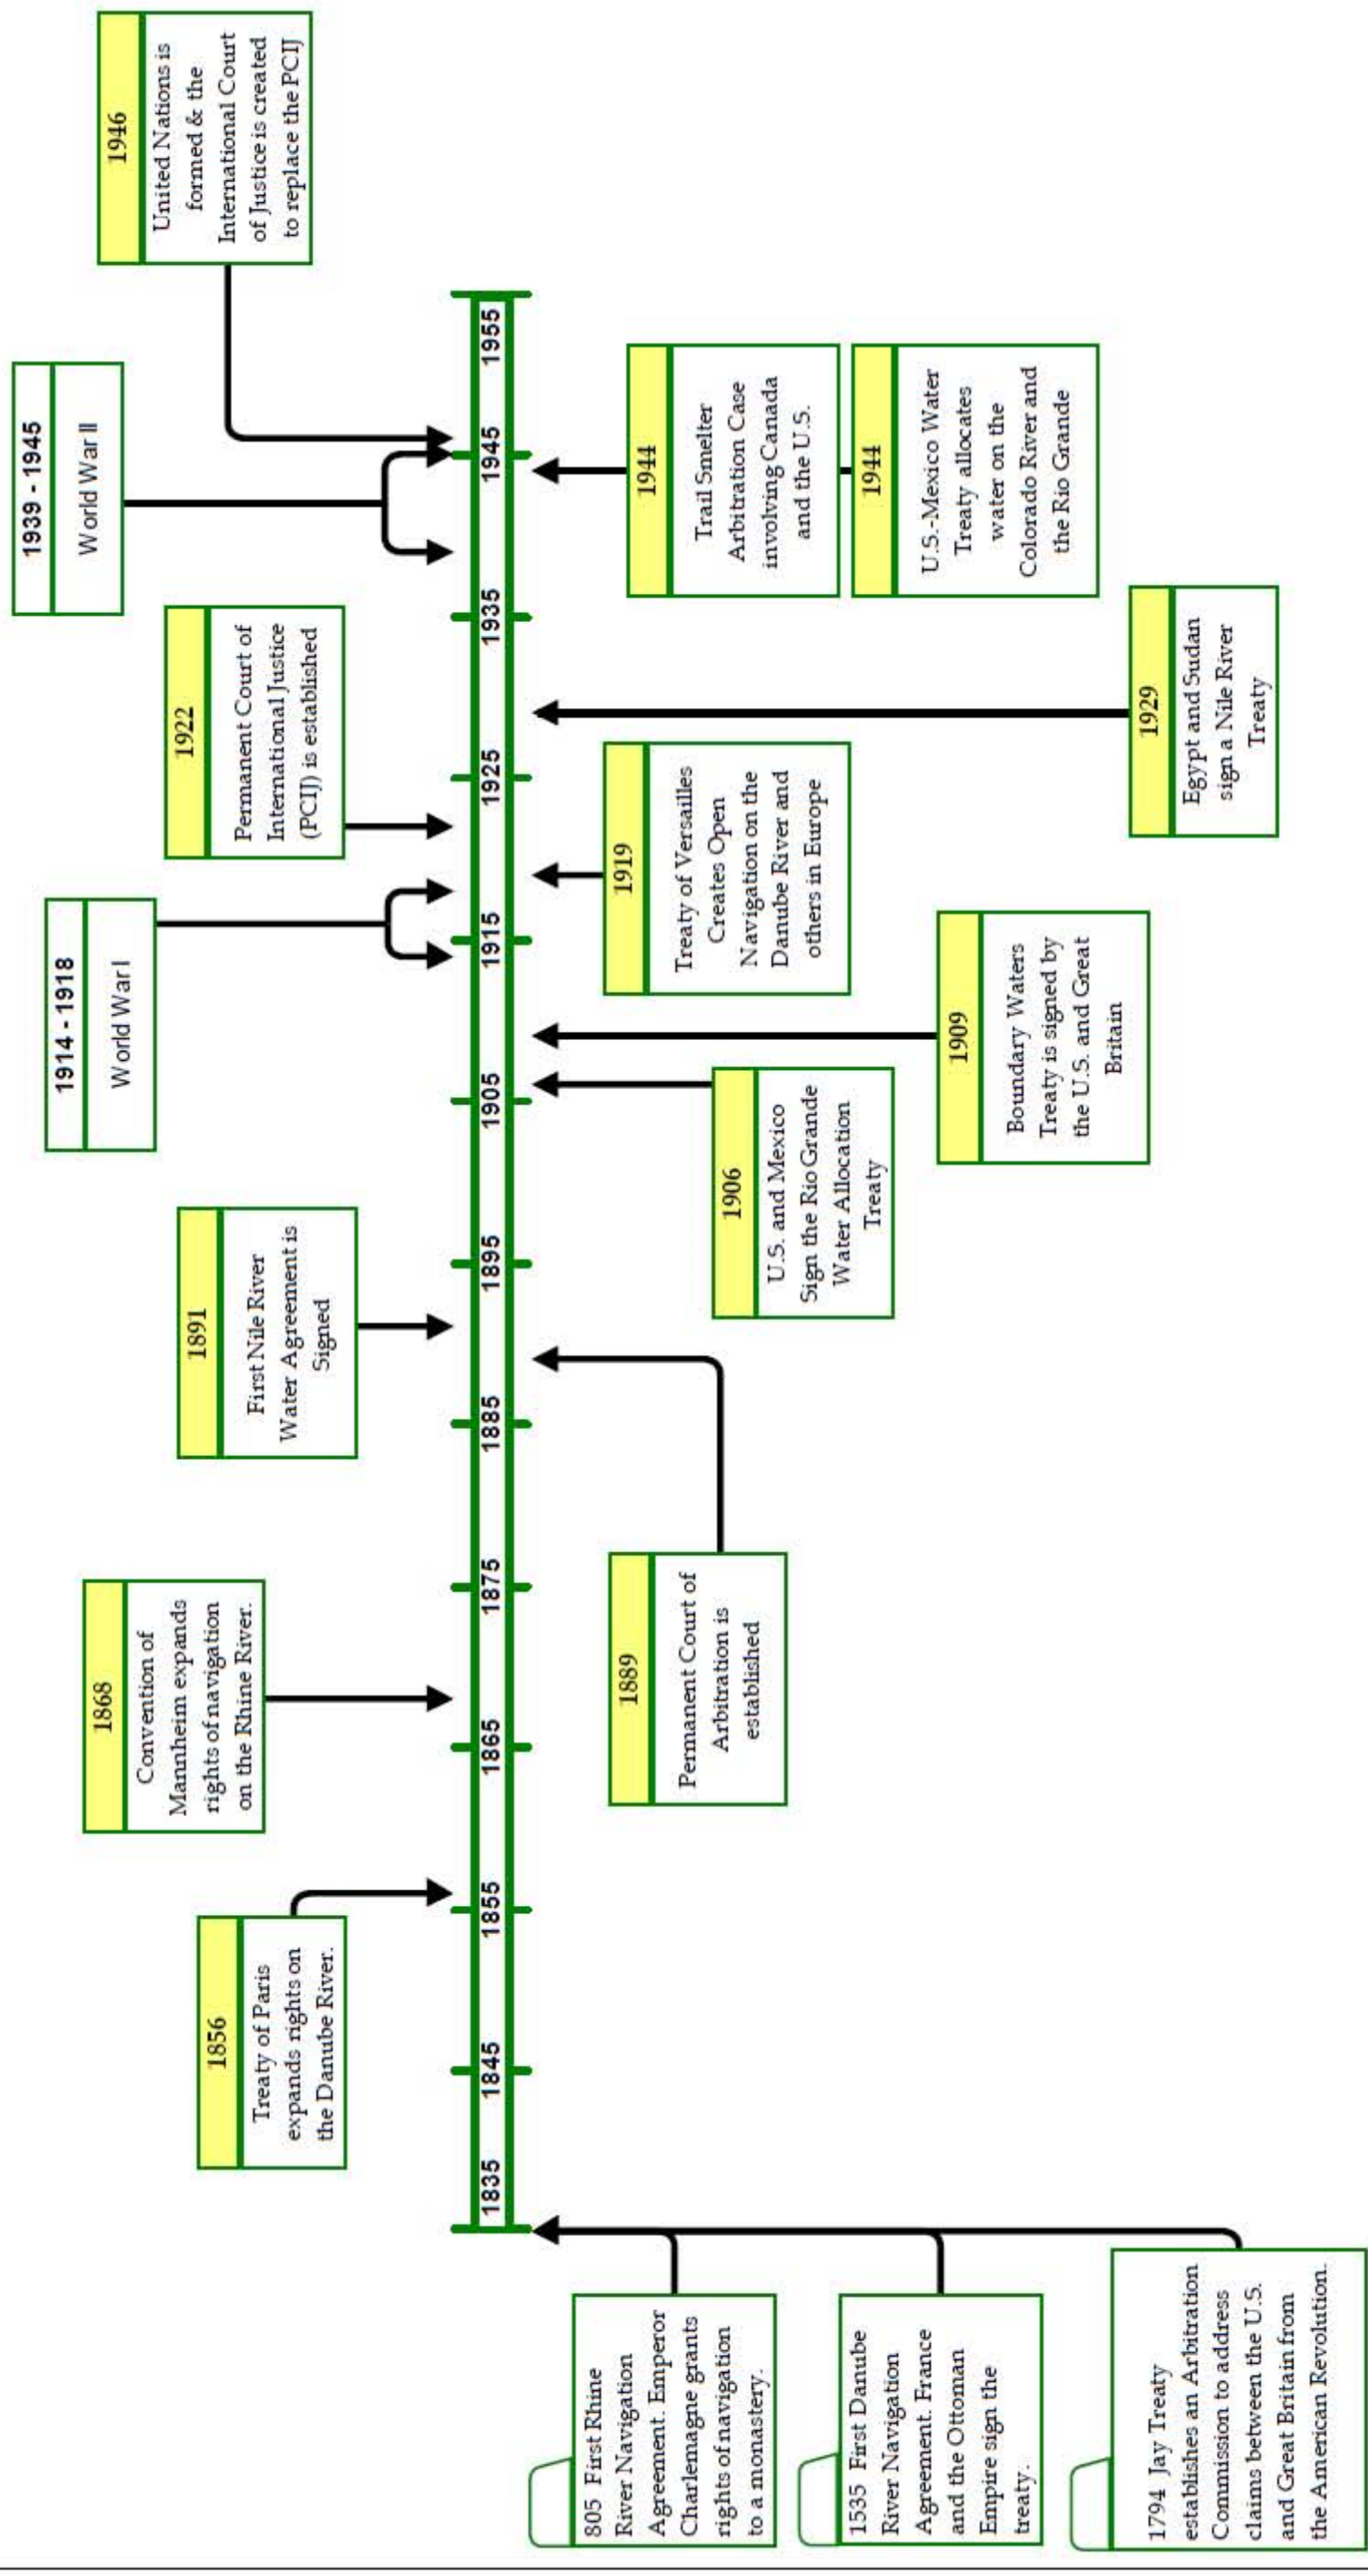 1856
Treaty of Paris
expands rights on
the Danube River.
1868
Convention of
Mannheim expands
rights of navigation
on the Rhine River.
1891
First Nile River
Water Agreement is
Signed
1914 - 1918
World War I
1922
Permanent Court of
International Justice
(PCIJ) is established
1939 - 1945
World War II
1946
United Nations is
formed & the
International Court
of Justice is created
to replace the PCIJ
1835
1845
1855
1865
1875
1885
1895
1905
1915
1925
1935
1945
1955
805 First Rhine
River Navigation
Agreement. Emperor
Charlemagne grants
rights of navigation
to a monastery.
1535 First Danube
River Navigation
Agreement. France
and the Ottoman
Empire sign the
treaty.
1794 Jay Treaty
establishes an Arbitration
Commission to address
claims between the U.S.
and Great Britain from
the American Revolution.
1889
Permanent Court of
Arbitration is
established
1906
U.S. and Mexico
Sign the Rio Grande
Water Allocation
Treaty
1909
Boundary Waters
Treaty is signed by
the U.S. and Great
Britain
1919
Treaty of Versailles
Creates Open
Navigation on the
Danube River and
others in Europe
1929
Egypt and Sudan
sign a Nile River
Treaty
1944
Trail Smelter
Arbitration Case
involving Canada
and the U.S.
1944
U.S.-Mexico Water
Treaty allocates
water on the
Colorado River and
the Rio Grande